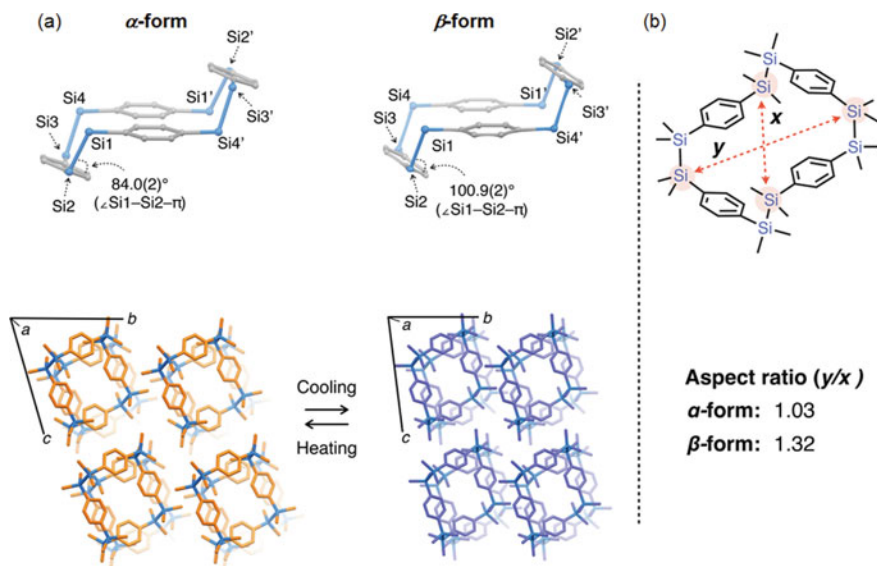 (a)
α-form
Si2'
Si4
Si1'
Si3
Si1
Si3'
Si4'
84.0(2)°
Si2
(∠Si1–Si2–π)
β-form
Si2'
Si4
Si1'
Si3
Si3'
Si1
Si4'
100.9(2)°
Si2
(∠Si1–Si2–π)
a
b
c
Cooling
Heating
a
b
c
(b)
Si
Si
x
Si
Si
y
Si
Si
Si
Si
Aspect ratio (y/x )
α-form: 1.03
β-form: 1.32